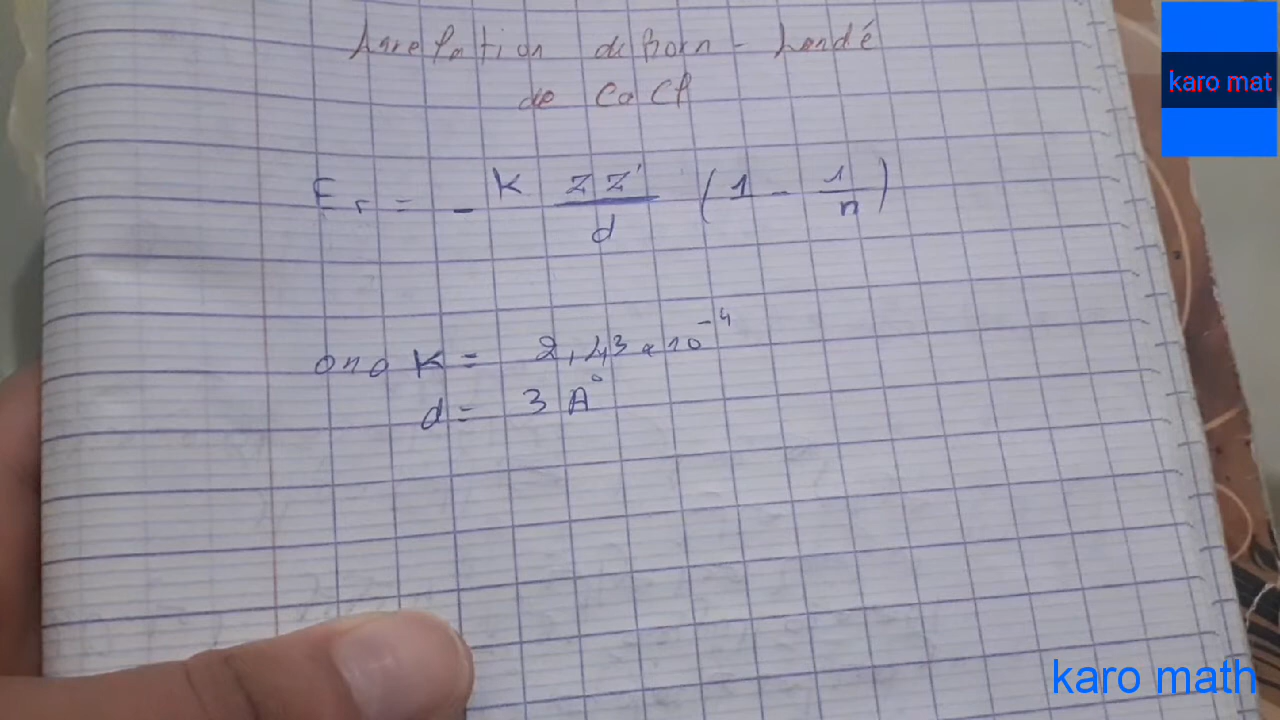 karo mat
de Born - Landé
de CaCl
Er = - K ZZ' / d (1 - 1/n)
on a K = 2,43 × 10^-4
d = 3 A°
karo math